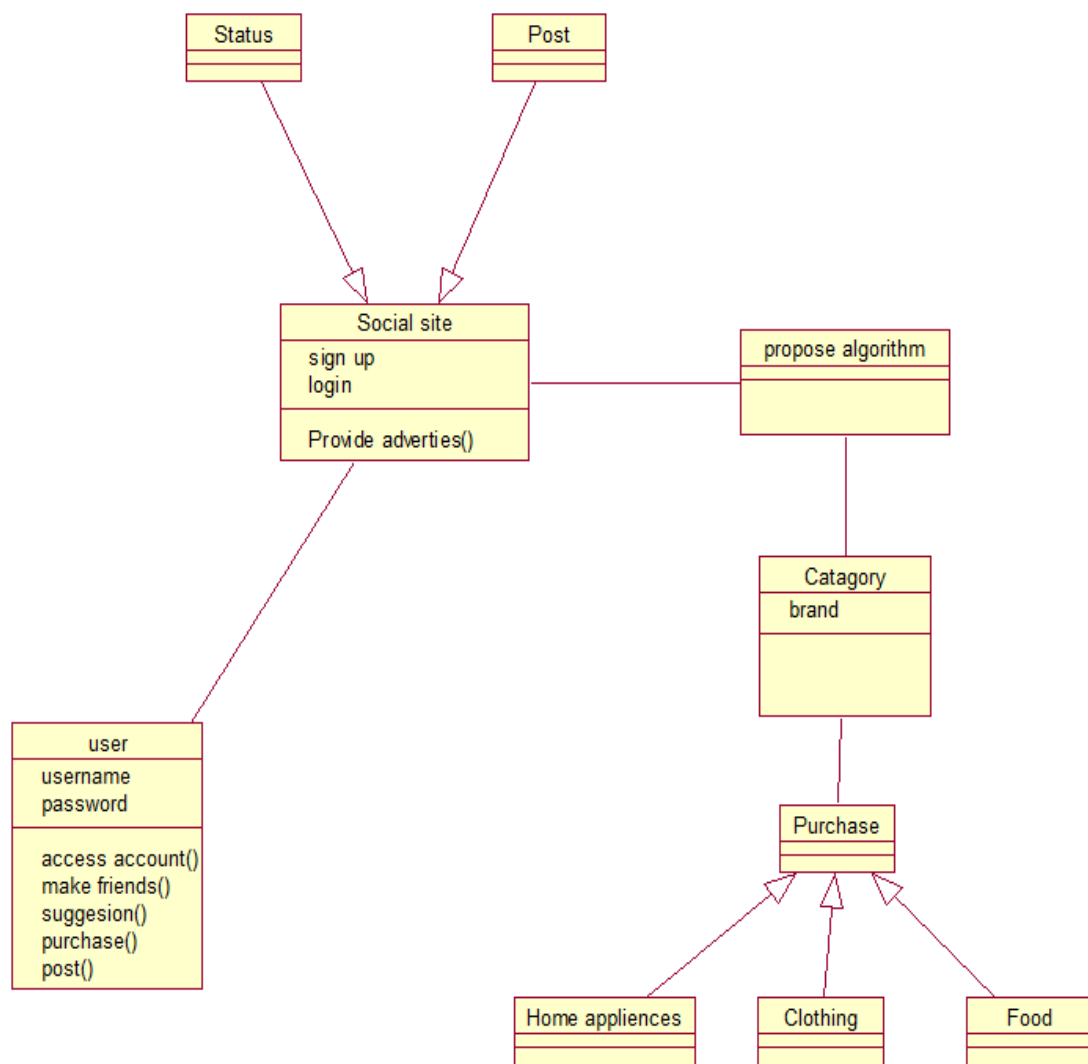 Status
Post
Social site
sign up
login
Provide adverties()
propose algorithm
Catagory
brand
user
username
password
access account()
make friends()
suggesion()
purchase()
post()
Purchase
Home appliences
Clothing
Food